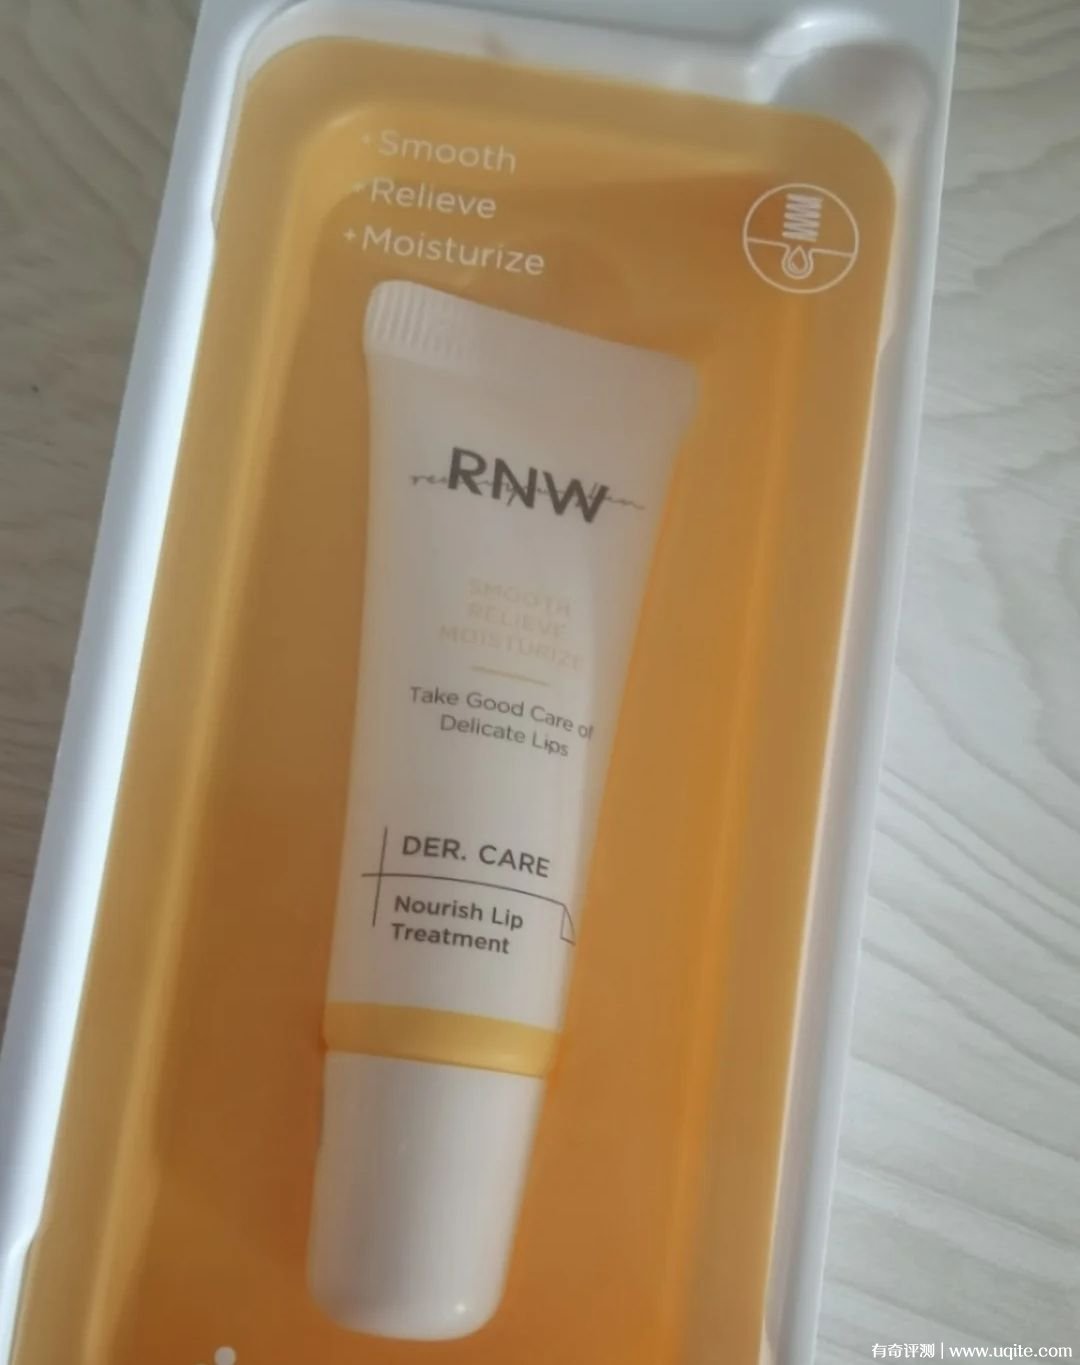 +Smooth
+Relieve
+Moisturize
RNW
SMOOTH
RELIEVE
MOISTURIZE
Take Good Care of
Delicate Lips
DER. CARE
Nourish Lip
Treatment
有奇评测 | www.uqite.com